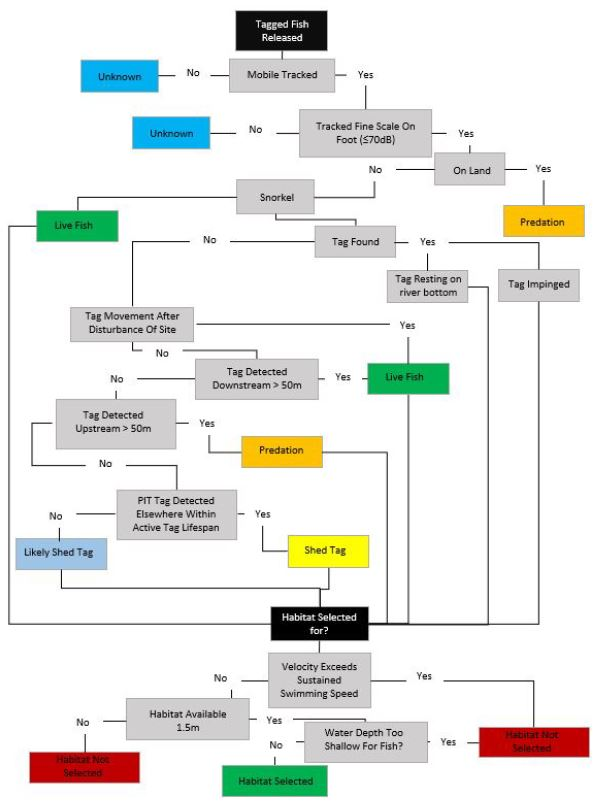 Tagged Fish
Released
Unknown
No
Mobile Tracked
Yes
Unknown
No
Tracked Fine Scale On
Foot (≤70dB)
Yes
No
On Land
Yes
Snorkel
Live Fish
Predation
No
Tag Found
Yes
Tag Resting on
river bottom
Tag Impinged
Tag Movement After
Disturbance Of Site
Yes
No
Tag Detected
Downstream > 50m
Yes
Live Fish
No
Tag Detected
Upstream > 50m
Yes
Predation
No
PIT Tag Detected
Elsewhere Within
Active Tag Lifespan
No
Yes
Likely Shed Tag
Shed Tag
Habitat Selected
for?
Velocity Exceeds
Sustained
Swimming Speed
No
Yes
Habitat Available
1.5m
No
Yes
Water Depth Too
Shallow For Fish?
No
Yes
Habitat Not
Selected
Habitat Not
Selected
Habitat Selected